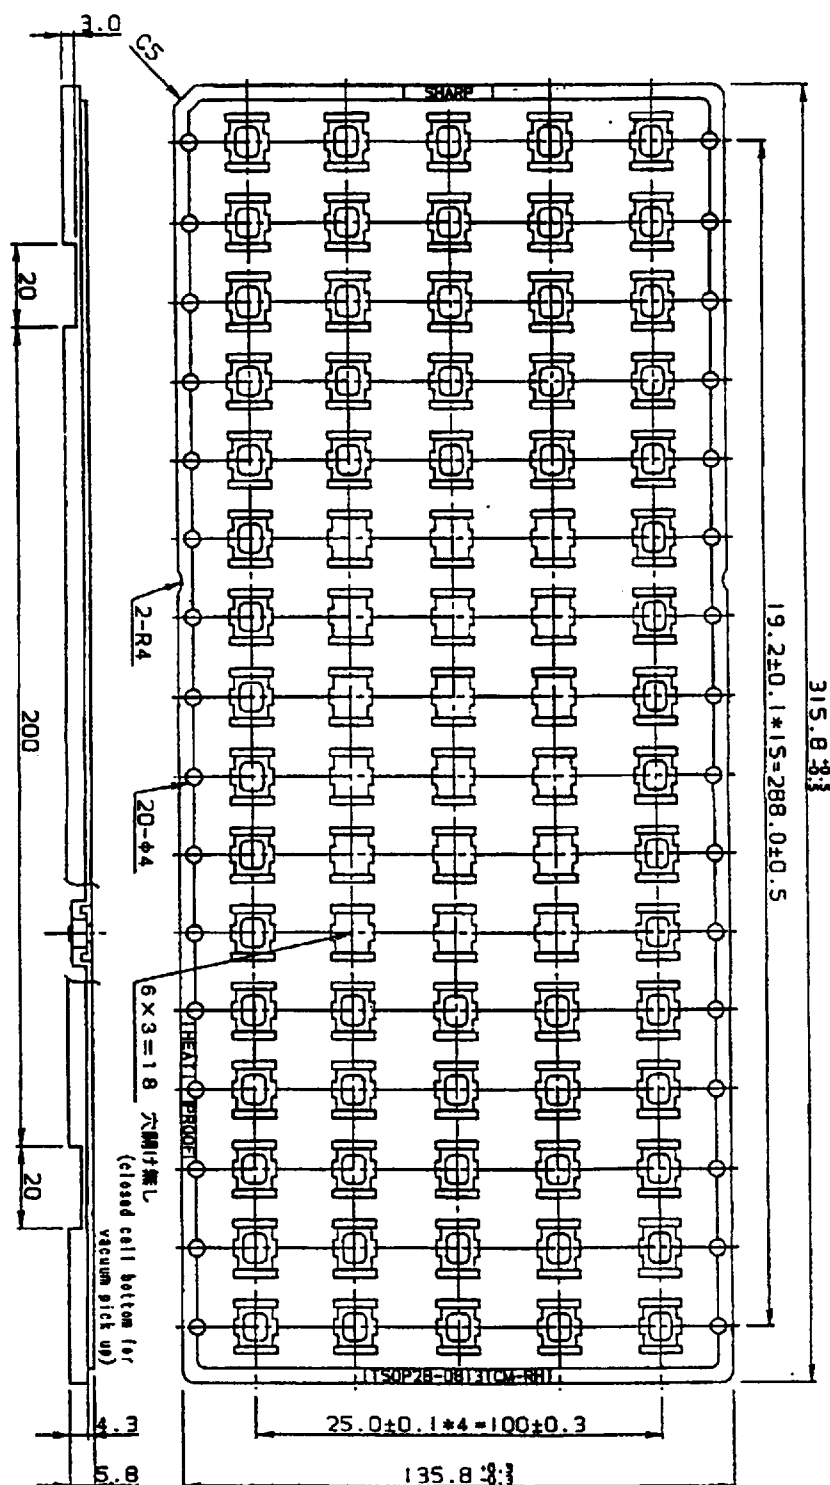 3.0
C5
SHARP
20
200
20
2-R4
20-φ4
6×3=18 穴開け無し
(closed cell bottom for
vacuum pick up)
HEAT PROOF
19.2±0.1*15=288.0±0.5
315.8
TSOP28-0813TCM-RH
4.3
25.0±0.1*4=100±0.3
5.8
135.8